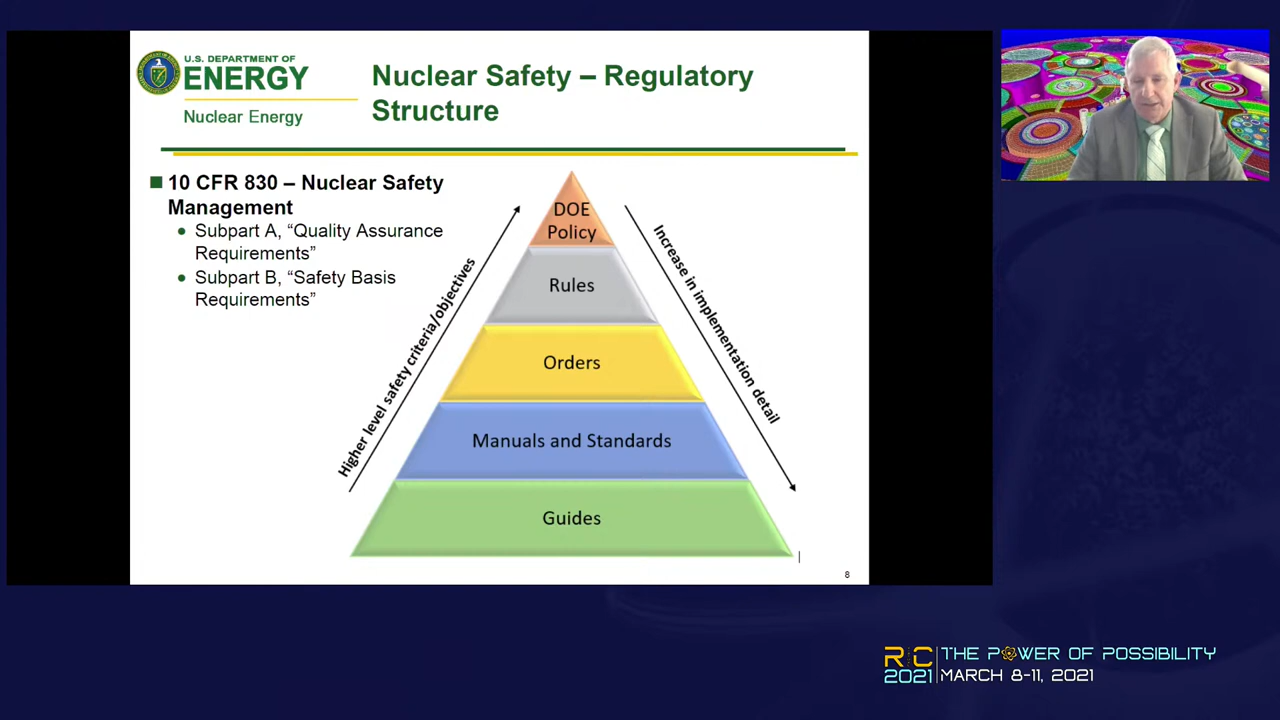 U.S. DEPARTMENT OF
ENERGY
Nuclear Energy
Nuclear Safety – Regulatory
Structure
■ 10 CFR 830 – Nuclear Safety
Management
• Subpart A, “Quality Assurance
Requirements”
• Subpart B, “Safety Basis
Requirements”
DOE
Policy
Rules
Orders
Manuals and Standards
Guides
Higher level safety criteria/objectives
Increase in implementation detail
8
RIC
2021
THE POWER OF POSSIBILITY
MARCH 8-11, 2021